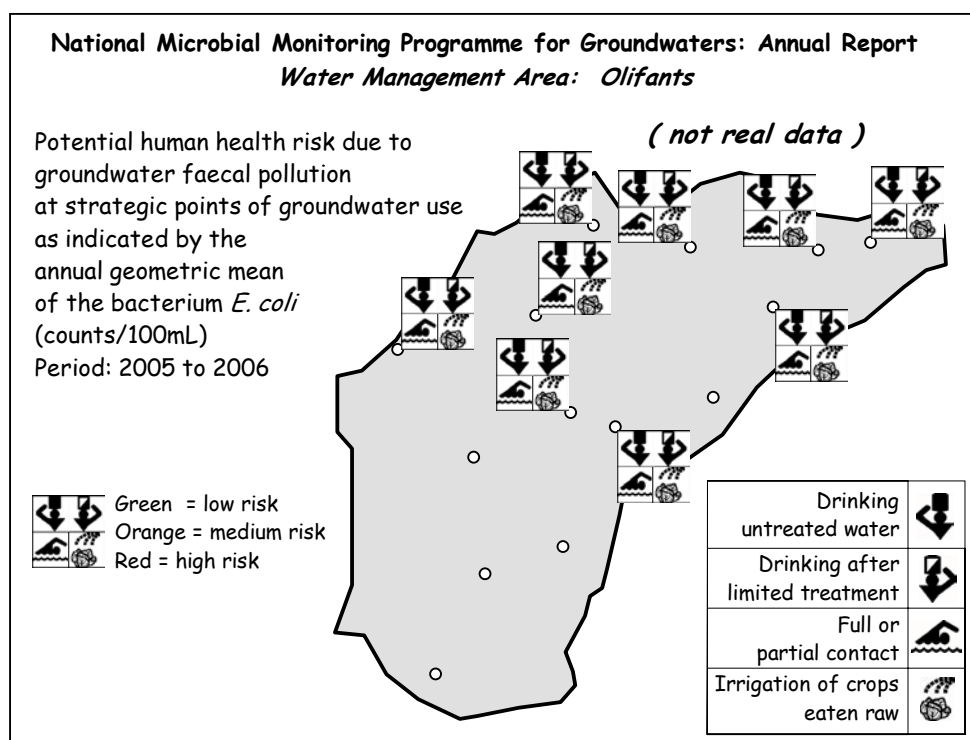 National Microbial Monitoring Programme for Groundwaters: Annual Report
Water Management Area: Olifants
( not real data )
Potential human health risk due to
groundwater faecal pollution
at strategic points of groundwater use
as indicated by the
annual geometric mean
of the bacterium E. coli
(counts/100mL)
Period: 2005 to 2006
Green = low risk
Orange = medium risk
Red = high risk
Drinking
untreated water
Drinking after
limited treatment
Full or
partial contact
Irrigation of crops
eaten raw